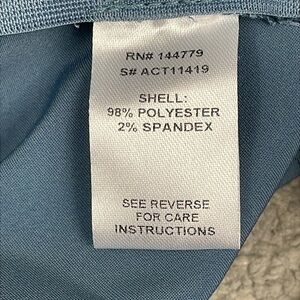 RN# 144779
S# ACT11419
SHELL:
98% POLYESTER
2% SPANDEX
SEE REVERSE
FOR CARE
INSTRUCTIONS